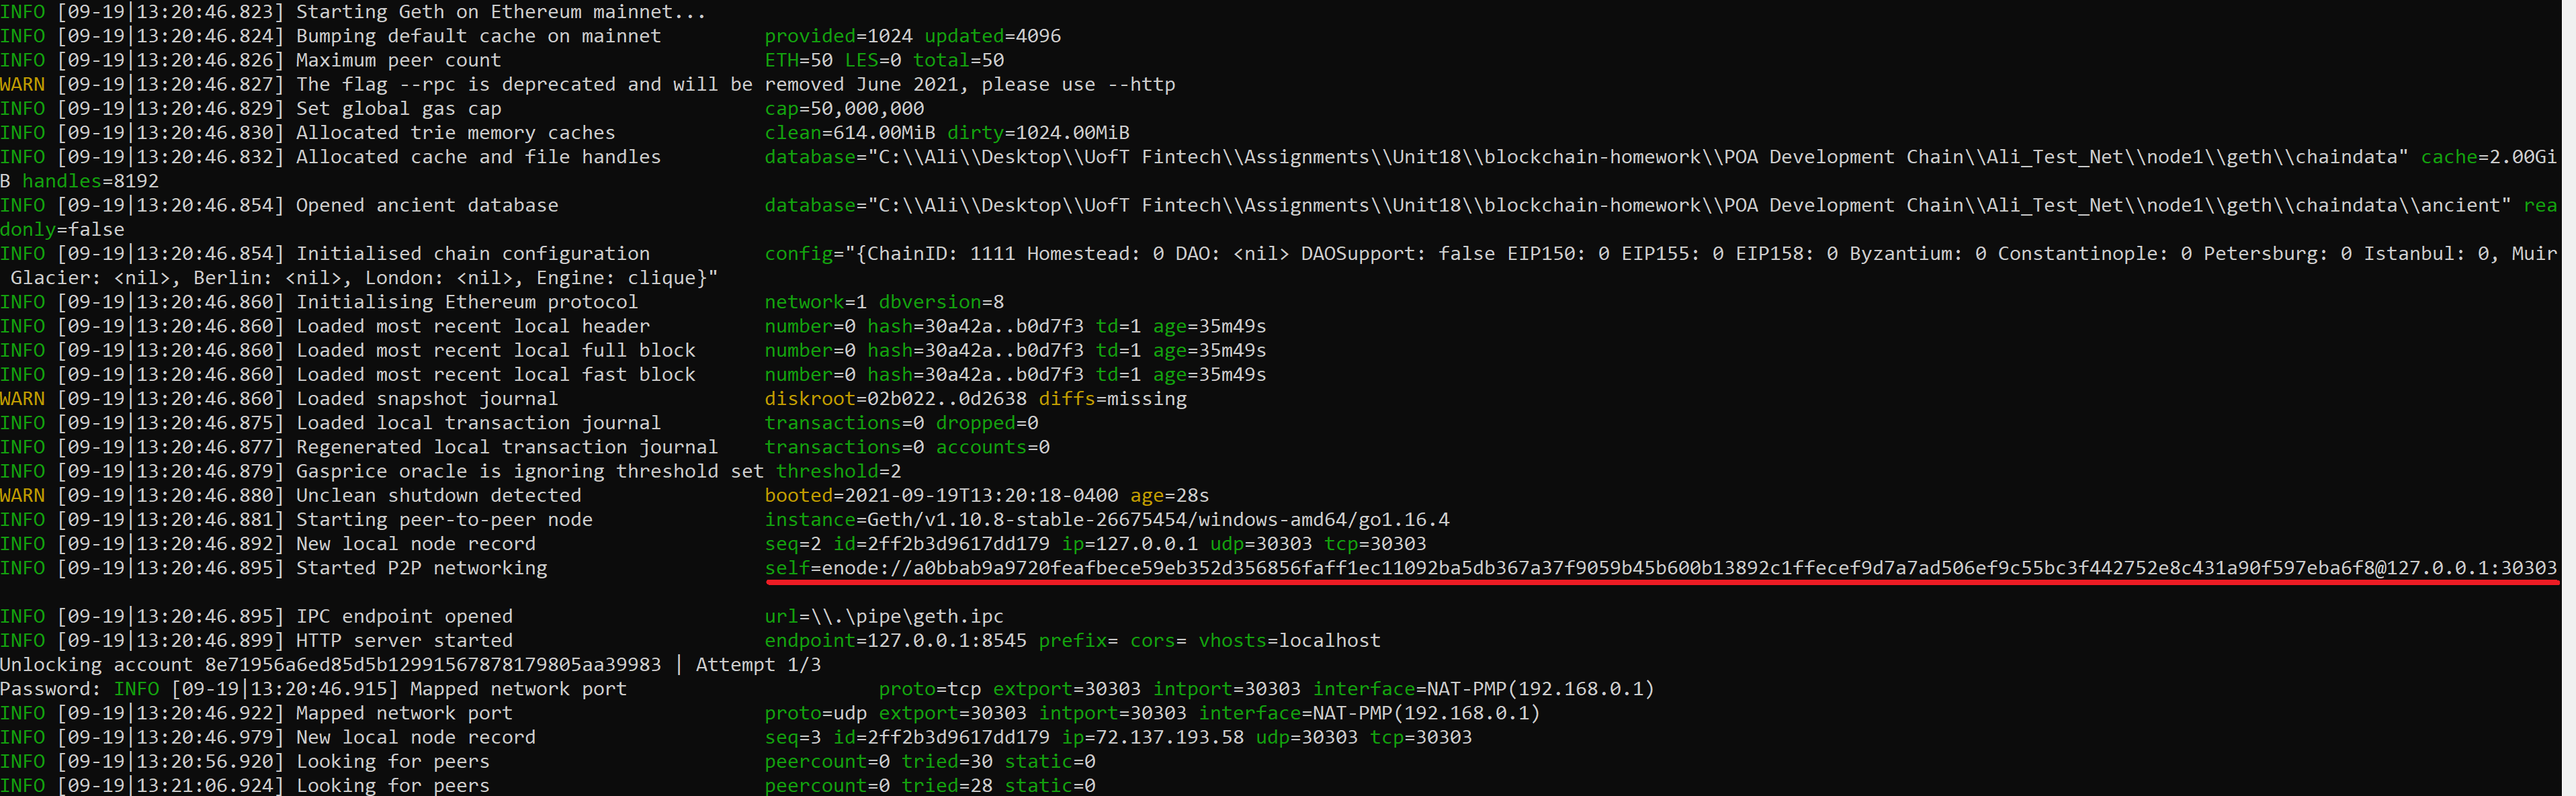 INFO [09-19|13:20:46.823] Starting Geth on Ethereum mainnet...
INFO [09-19|13:20:46.824] Bumping default cache on mainnet provided=1024 updated=4096
INFO [09-19|13:20:46.826] Maximum peer count ETH=50 LES=0 total=50
WARN [09-19|13:20:46.827] The flag --rpc is deprecated and will be removed June 2021, please use --http
INFO [09-19|13:20:46.829] Set global gas cap cap=50,000,000
INFO [09-19|13:20:46.830] Allocated trie memory caches clean=614.00MiB dirty=1024.00MiB
INFO [09-19|13:20:46.832] Allocated cache and file handles database="C:\\Ali\\Desktop\\UofT Fintech\\Assignments\\Unit18\\blockchain-homework\\POA Development Chain\\Ali_Test_Net\\node1\\geth\\chaindata" cache=2.00Gi
B handles=8192
INFO [09-19|13:20:46.854] Opened ancient database database="C:\\Ali\\Desktop\\UofT Fintech\\Assignments\\Unit18\\blockchain-homework\\POA Development Chain\\Ali_Test_Net\\node1\\geth\\chaindata\\ancient" rea
donly=false
INFO [09-19|13:20:46.854] Initialised chain configuration config="{ChainID: 1111 Homestead: 0 DAO: <nil> DAOSupport: false EIP150: 0 EIP155: 0 EIP158: 0 Byzantium: 0 Constantinople: 0 Petersburg: 0 Istanbul: 0, Muir
Glacier: <nil>, Berlin: <nil>, London: <nil>, Engine: clique}"
INFO [09-19|13:20:46.860] Initialising Ethereum protocol network=1 dbversion=8
INFO [09-19|13:20:46.860] Loaded most recent local header number=0 hash=30a42a..b0d7f3 td=1 age=35m49s
INFO [09-19|13:20:46.860] Loaded most recent local full block number=0 hash=30a42a..b0d7f3 td=1 age=35m49s
INFO [09-19|13:20:46.860] Loaded most recent local fast block number=0 hash=30a42a..b0d7f3 td=1 age=35m49s
WARN [09-19|13:20:46.860] Loaded snapshot journal diskroot=02b022..0d2638 diffs=missing
INFO [09-19|13:20:46.875] Loaded local transaction journal transactions=0 dropped=0
INFO [09-19|13:20:46.877] Regenerated local transaction journal transactions=0 accounts=0
INFO [09-19|13:20:46.879] Gasprice oracle is ignoring threshold set threshold=2
WARN [09-19|13:20:46.880] Unclean shutdown detected booted=2021-09-19T13:20:18-0400 age=28s
INFO [09-19|13:20:46.881] Starting peer-to-peer node instance=Geth/v1.10.8-stable-26675454/windows-amd64/go1.16.4
INFO [09-19|13:20:46.892] New local node record seq=2 id=2ff2b3d9617dd179 ip=127.0.0.1 udp=30303 tcp=30303
INFO [09-19|13:20:46.895] Started P2P networking self=enode://a0bbab9a9720feafbece59eb352d356856faff1ec11092ba5db367a37f9059b45b600b13892c1ffecef9d7a7ad506ef9c55bc3f442752e8c431a90f597eba6f8@127.0.0.1:30303
INFO [09-19|13:20:46.895] IPC endpoint opened url=\\.\pipe\geth.ipc
INFO [09-19|13:20:46.899] HTTP server started endpoint=127.0.0.1:8545 prefix= cors= vhosts=localhost
Unlocking account 8e71956a6ed85d5b12991567878179805aa39983 | Attempt 1/3
Password: INFO [09-19|13:20:46.915] Mapped network port proto=tcp extport=30303 intport=30303 interface=NAT-PMP(192.168.0.1)
INFO [09-19|13:20:46.922] Mapped network port proto=udp extport=30303 intport=30303 interface=NAT-PMP(192.168.0.1)
INFO [09-19|13:20:46.979] New local node record seq=3 id=2ff2b3d9617dd179 ip=72.137.193.58 udp=30303 tcp=30303
INFO [09-19|13:20:56.920] Looking for peers peercount=0 tried=30 static=0
INFO [09-19|13:21:06.924] Looking for peers peercount=0 tried=28 static=0